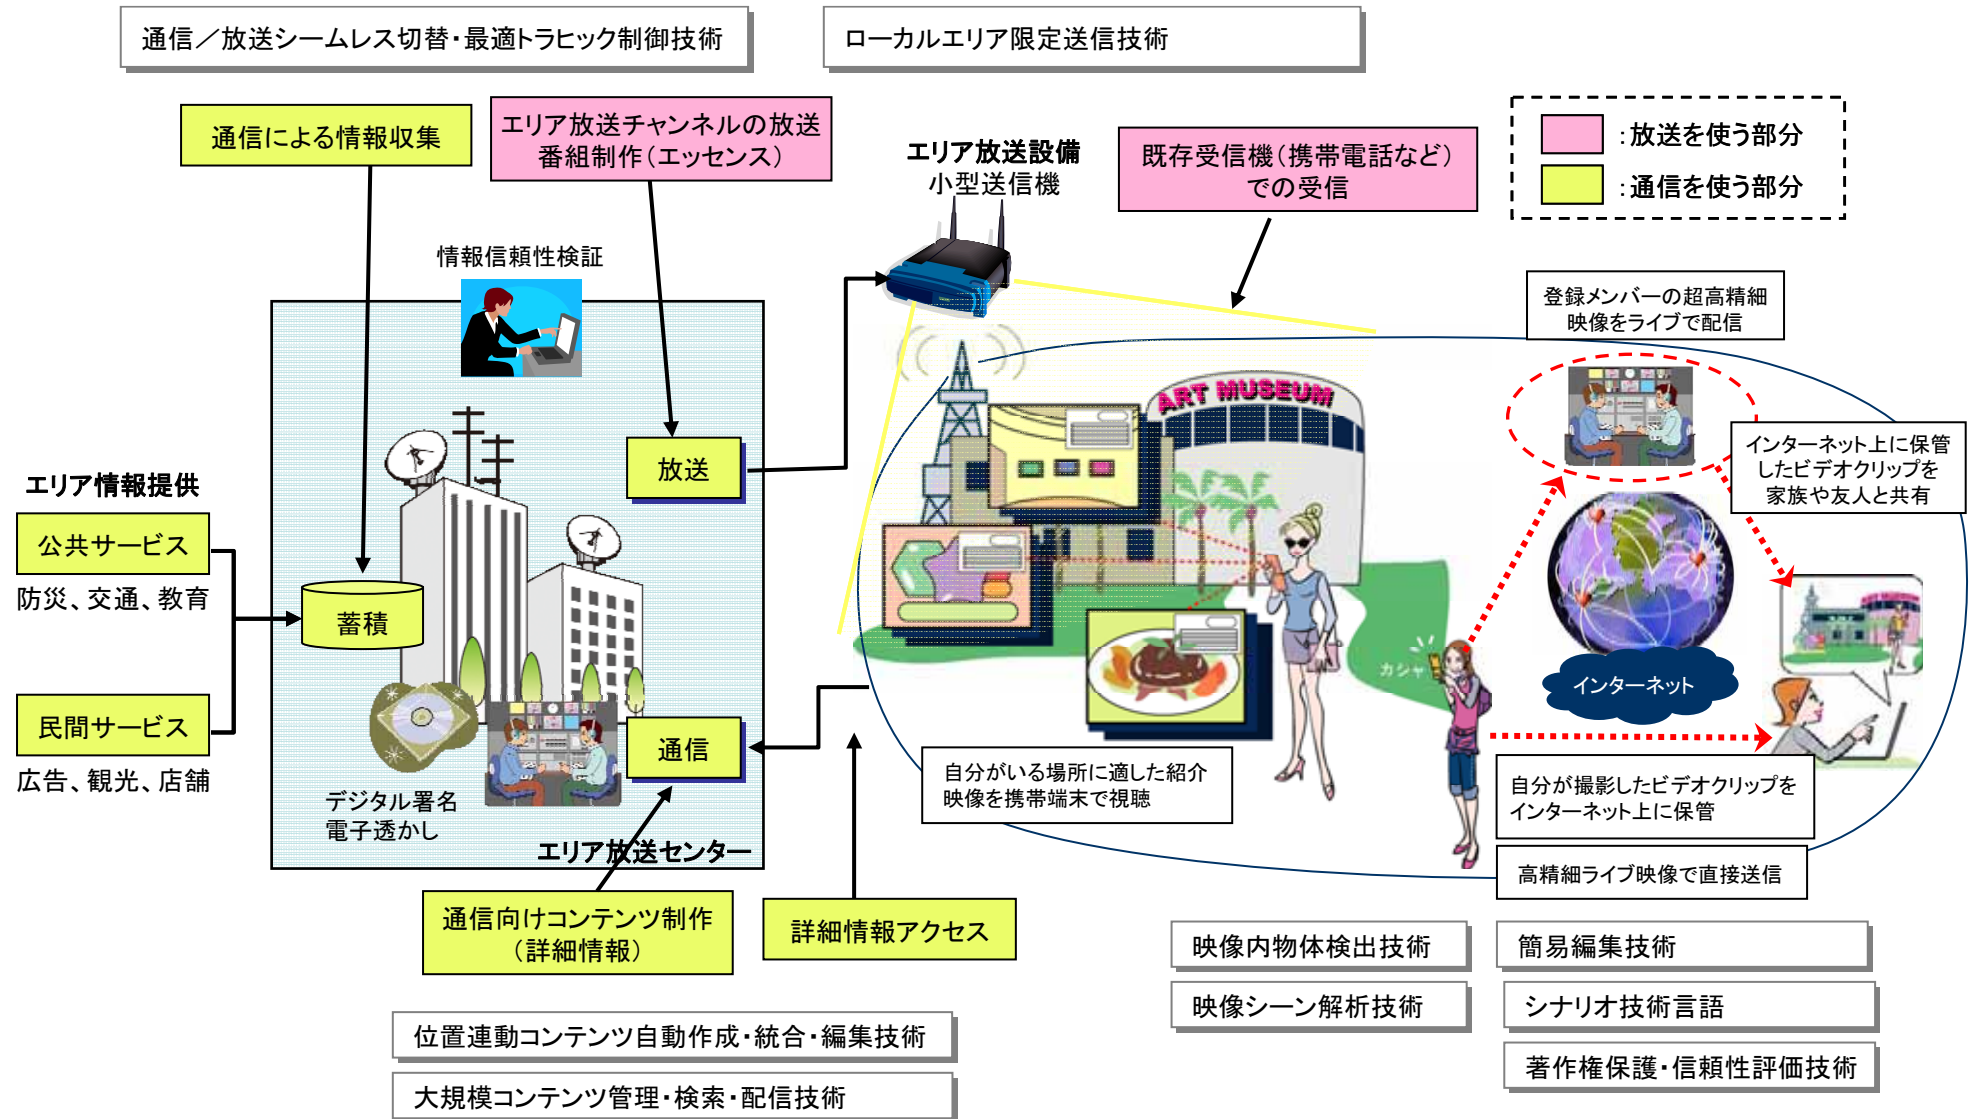 通信／放送シームレス切替・最適トラヒック制御技術
ローカルエリア限定送信技術
通信による情報収集
エリア放送チャンネルの放送
番組制作（エッセンス）
エリア放送設備
小型送信機
既存受信機（携帯電話など）
での受信
：放送を使う部分
：通信を使う部分
情報信頼性検証
登録メンバーの超高精細
映像をライブで配信
ART MUSEUM
インターネット上に保管
したビデオクリップを
家族や友人と共有
放送
エリア情報提供
公共サービス
防災、交通、教育
蓄積
民間サービス
広告、観光、店舗
通信
デジタル署名
電子透かし
エリア放送センター
カシャ
インターネット
ART MUSEUM
自分がいる場所に適した紹介
映像を携帯端末で視聴
自分が撮影したビデオクリップを
インターネット上に保管
高精細ライブ映像で直接送信
通信向けコンテンツ制作
（詳細情報）
詳細情報アクセス
映像内物体検出技術
簡易編集技術
映像シーン解析技術
シナリオ技術言語
位置連動コンテンツ自動作成・統合・編集技術
著作権保護・信頼性評価技術
大規模コンテンツ管理・検索・配信技術